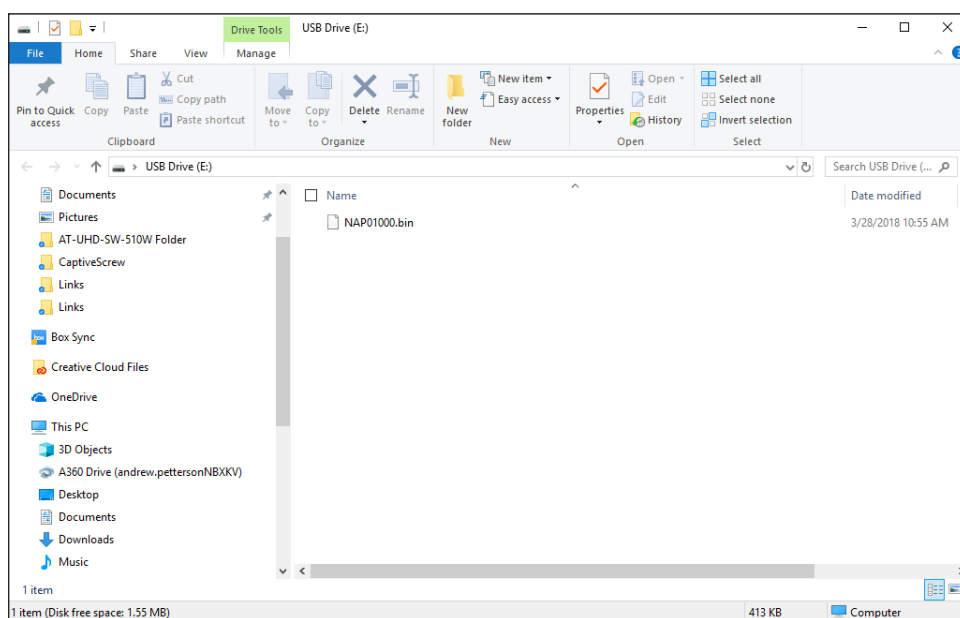 Drive Tools
USB Drive (E:)
File
Home
Share
View
Manage
Pin to Quick access
Copy
Paste
Cut
Copy path
Paste shortcut
Clipboard
Move to
Copy to
Delete
Rename
Organize
New folder
New item
Easy access
New
Properties
Open
Edit
History
Open
Select all
Select none
Invert selection
Select
USB Drive (E:)
Search USB Drive (...
Documents
Pictures
AT-UHD-SW-510W Folder
CaptiveScrew
Links
Links
Box Sync
Creative Cloud Files
OneDrive
This PC
3D Objects
A360 Drive (andrew.pettersonNBXKV)
Desktop
Documents
Downloads
Music
Name
Date modified
NAP01000.bin
3/28/2018 10:55 AM
1 item
1 item (Disk free space: 1.55 MB)
413 KB
Computer